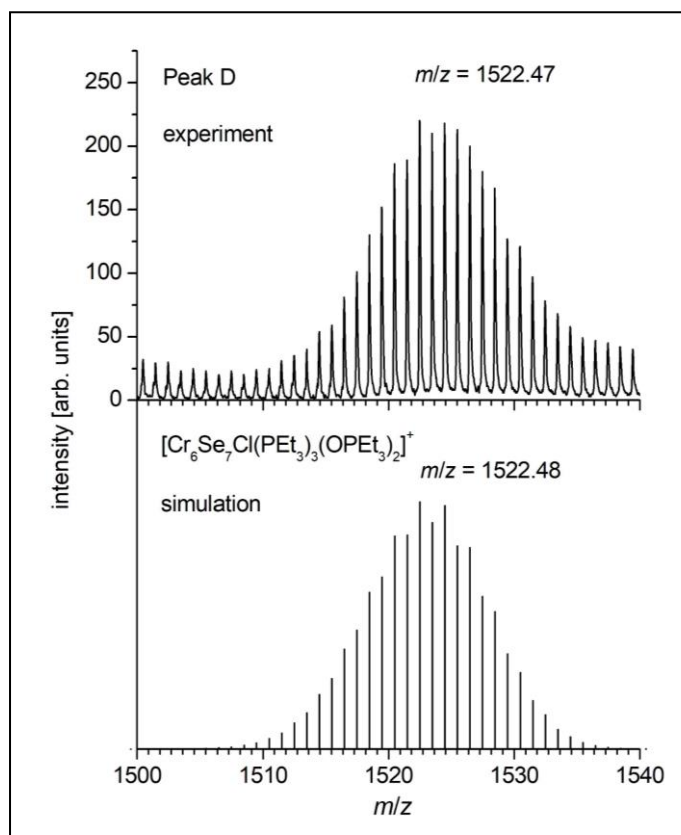 Peak D
m/z = 1522.47
experiment
250
200
150
100
50
0
intensity [arb. units]
[Cr₆Se₇Cl(PEt₃)₃(OPEt₃)₂]⁺
m/z = 1522.48
simulation
1500 1510 1520 1530 1540
m/z